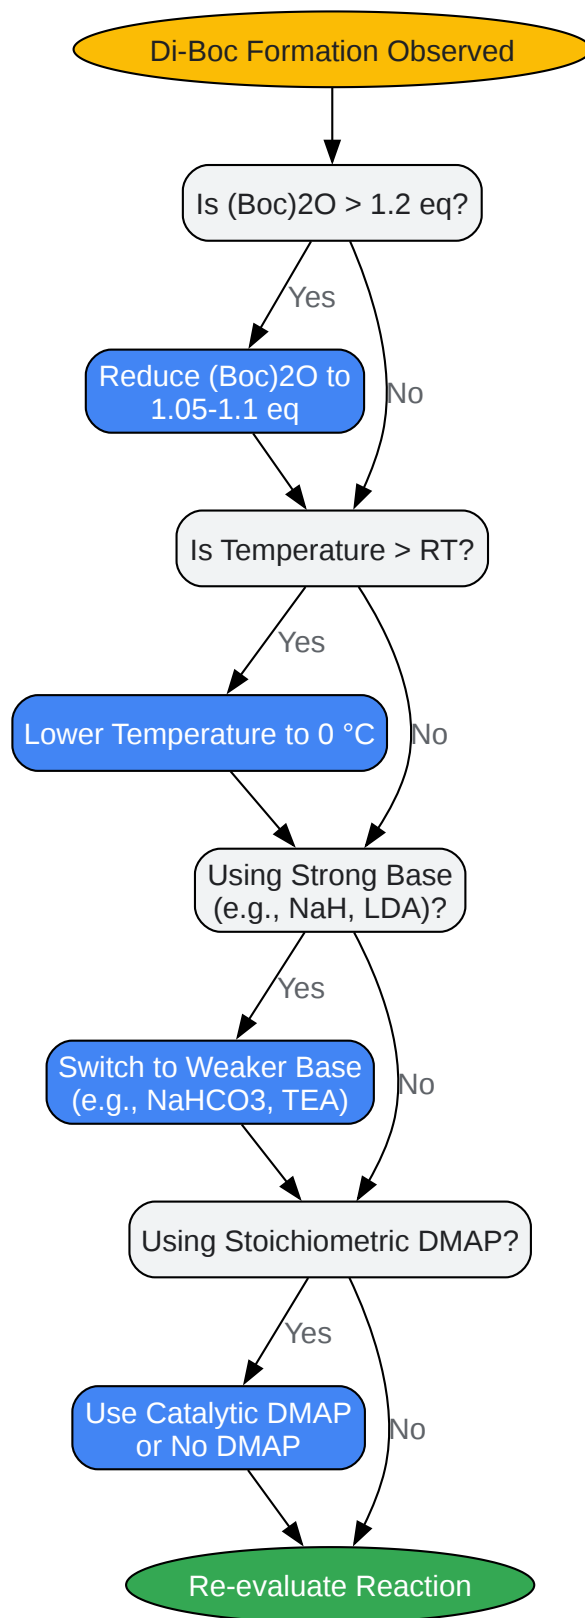 Di-Boc Formation Observed
Is (Boc)2O > 1.2 eq?
Yes
Reduce (Boc)2O to
1.05-1.1 eq
No
Is Temperature > RT?
Yes
Lower Temperature to 0 °C
No
Using Strong Base
(e.g., NaH, LDA)?
Yes
Switch to Weaker Base
(e.g., NaHCO3, TEA)
No
Using Stoichiometric DMAP?
Yes
Use Catalytic DMAP
or No DMAP
No
Re-evaluate Reaction